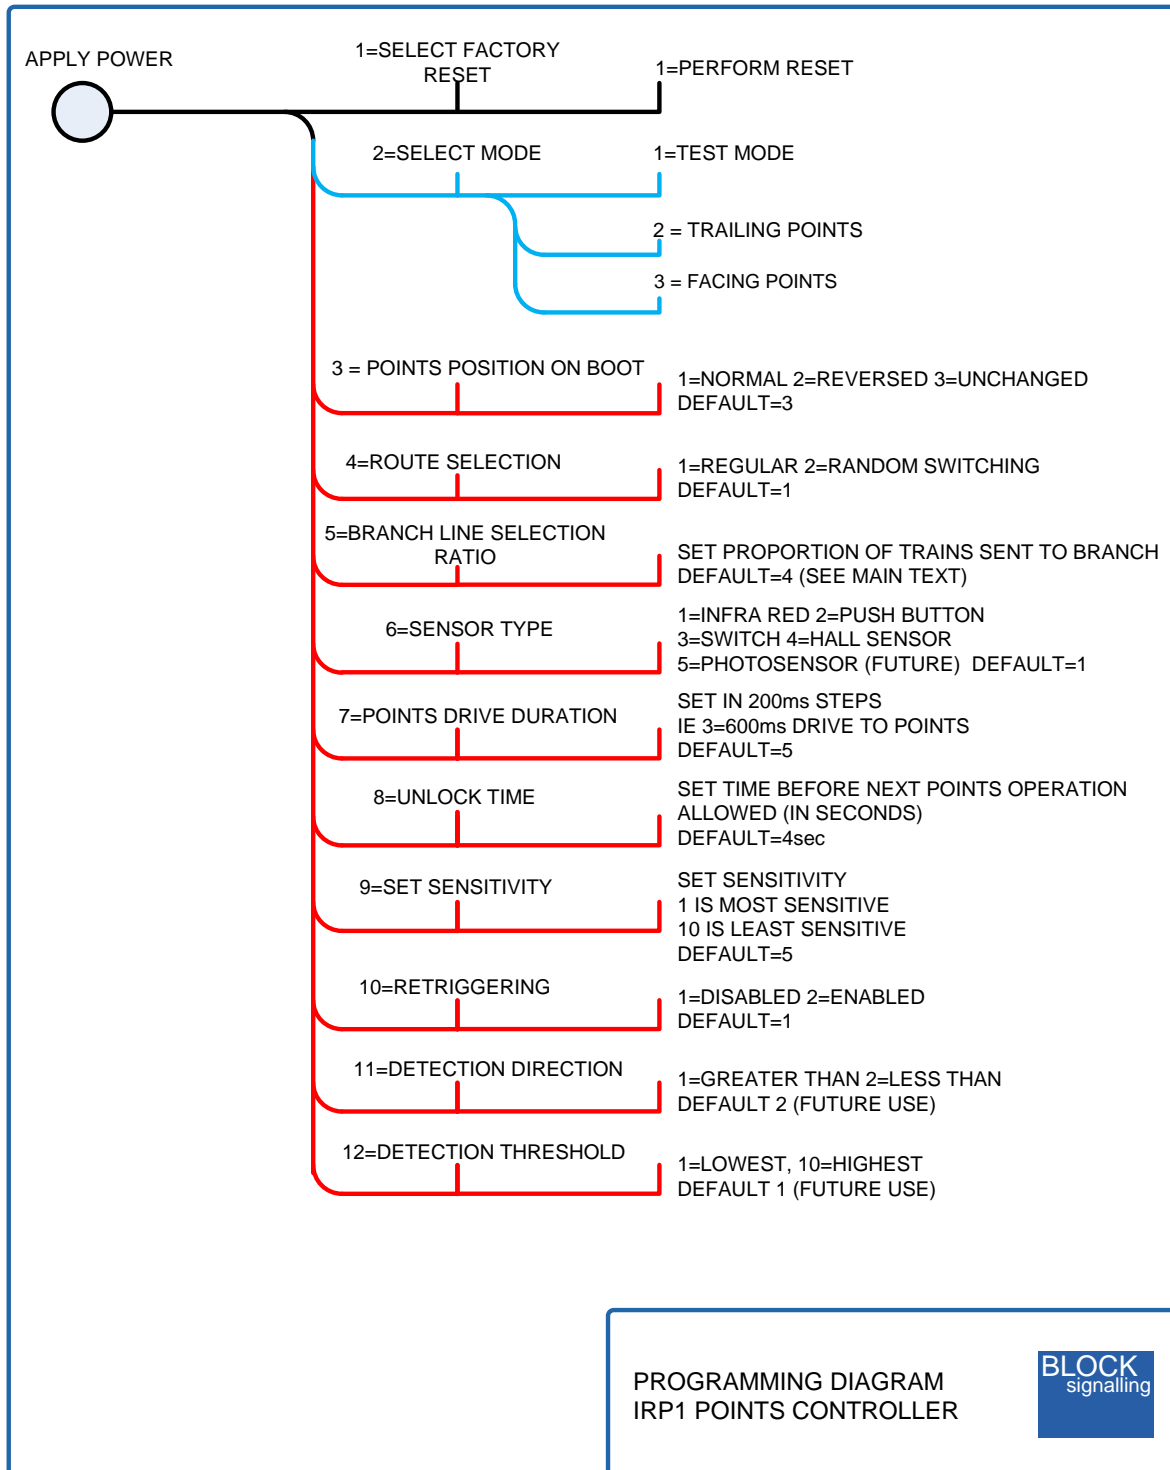 APPLY POWER
1=SELECT FACTORY
RESET
1=PERFORM RESET
2=SELECT MODE
1=TEST MODE
2 = TRAILING POINTS
3 = FACING POINTS
3 = POINTS POSITION ON BOOT
1=NORMAL 2=REVERSED 3=UNCHANGED
DEFAULT=3
4=ROUTE SELECTION
1=REGULAR 2=RANDOM SWITCHING
DEFAULT=1
5=BRANCH LINE SELECTION
RATIO
SET PROPORTION OF TRAINS SENT TO BRANCH
DEFAULT=4 (SEE MAIN TEXT)
6=SENSOR TYPE
1=INFRA RED 2=PUSH BUTTON
3=SWITCH 4=HALL SENSOR
5=PHOTOSENSOR (FUTURE)  DEFAULT=1
7=POINTS DRIVE DURATION
SET IN 200ms STEPS
IE 3=600ms DRIVE TO POINTS
DEFAULT=5
8=UNLOCK TIME
SET TIME BEFORE NEXT POINTS OPERATION
ALLOWED (IN SECONDS)
DEFAULT=4sec
9=SET SENSITIVITY
SET SENSITIVITY
1 IS MOST SENSITIVE
10 IS LEAST SENSITIVE
DEFAULT=5
10=RETRIGGERING
1=DISABLED 2=ENABLED
DEFAULT=1
11=DETECTION DIRECTION
1=GREATER THAN 2=LESS THAN
DEFAULT 2 (FUTURE USE)
12=DETECTION THRESHOLD
1=LOWEST, 10=HIGHEST
DEFAULT 1 (FUTURE USE)
PROGRAMMING DIAGRAM
IRP1 POINTS CONTROLLER
BLOCK
signalling